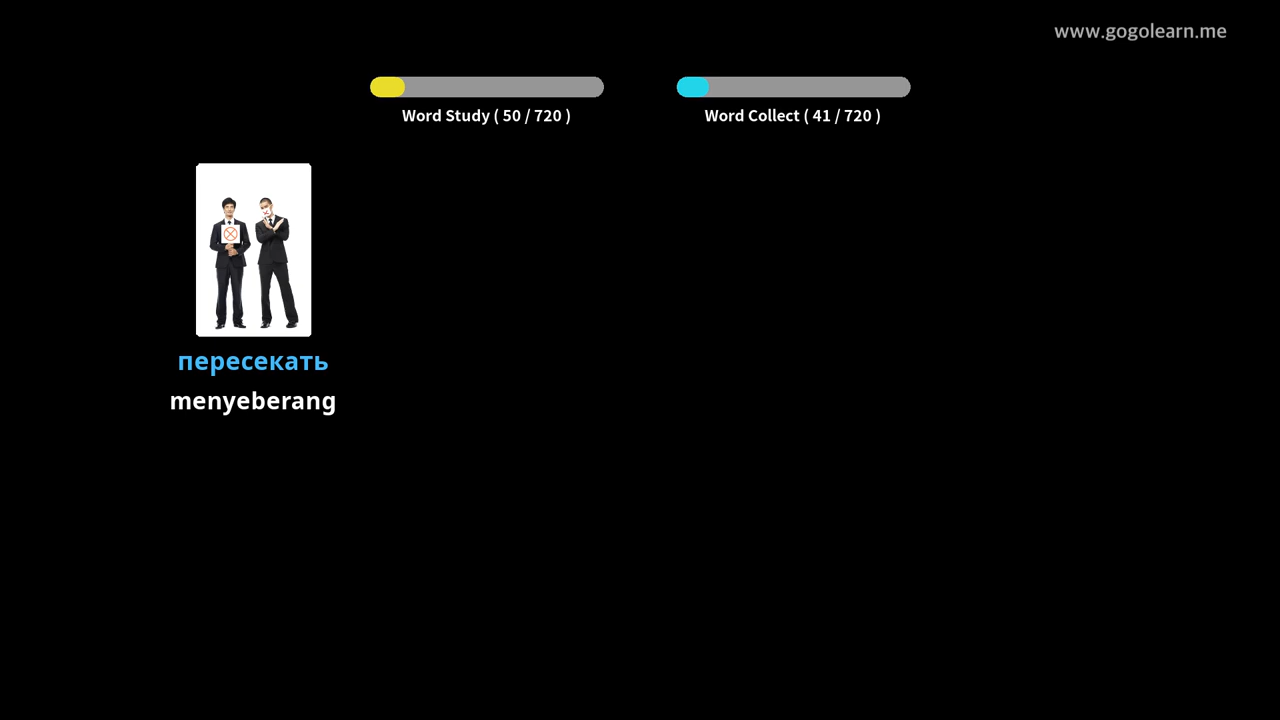 www.gogolearn.me
Word Study ( 50 / 720 )
Word Collect ( 41 / 720 )
пересекать
menyeberang